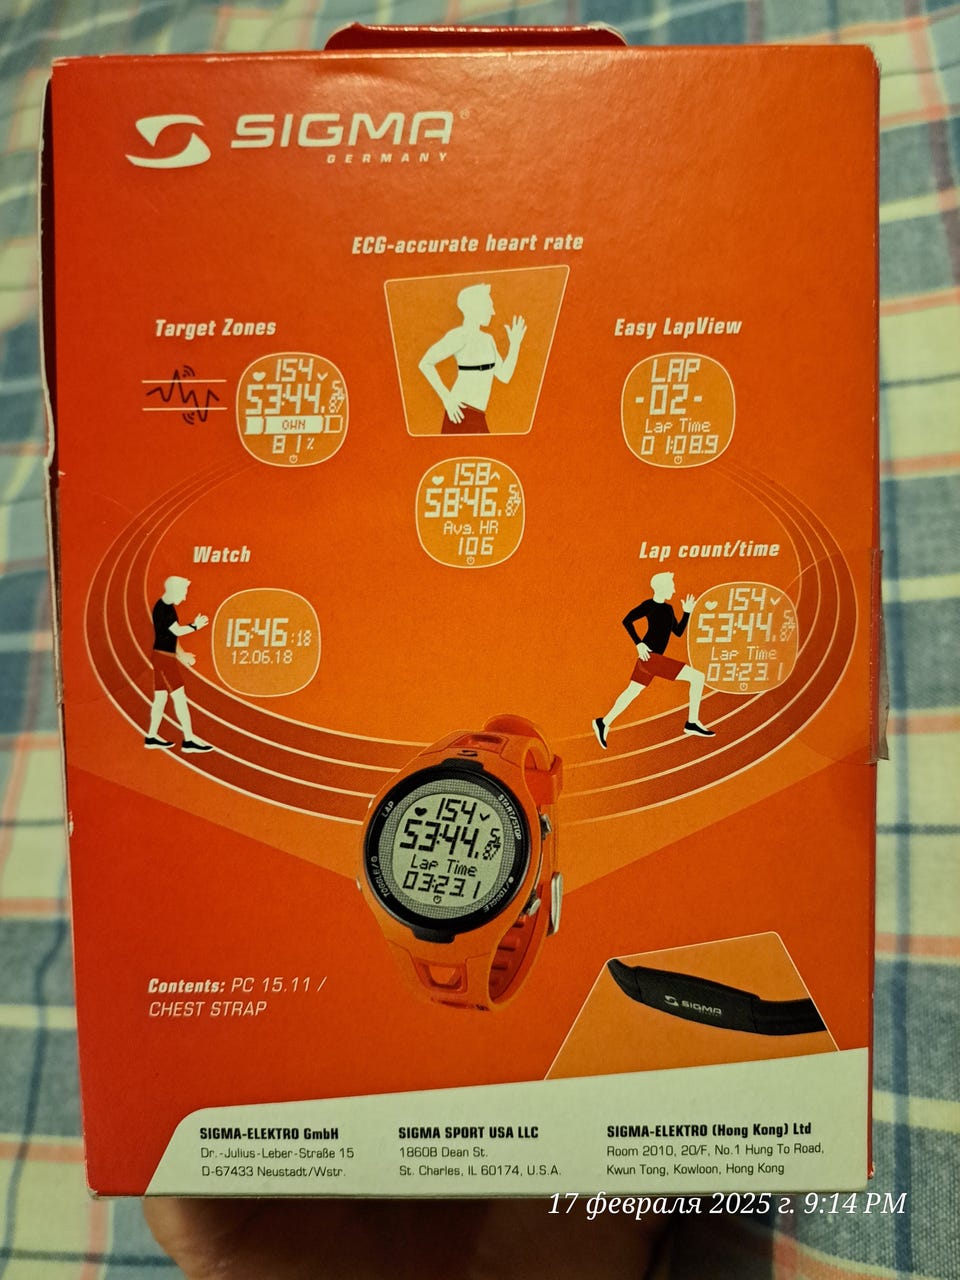 SIGMA®
GERMANY
ECG-accurate heart rate
Target Zones
Easy LapView
154
53:44.
OWN
81%
LAP
-02-
Lap Time
0 1:08.9
158
58:46.
Avg. HR
106
Watch
Lap count/time
16:46:18
12.06.18
154
53:44.
Lap Time
03:23.1
LAP
START/STOP
154
53:44.
Lap Time
03:23.1
TOGGLE
TOGGLE
Contents: PC 15.11 /
CHEST STRAP
SIGMA
SIGMA-ELEKTRO GmbH
Dr.-Julius-Leber-Straße 15
D-67433 Neustadt/Wstr.
SIGMA SPORT USA LLC
1860B Dean St.
St. Charles, IL 60174, U.S.A.
SIGMA-ELEKTRO (Hong Kong) Ltd
Room 2010, 20/F, No.1 Hung To Road,
Kwun Tong, Kowloon, Hong Kong
17 февраля 2025 г. 9:14 PM